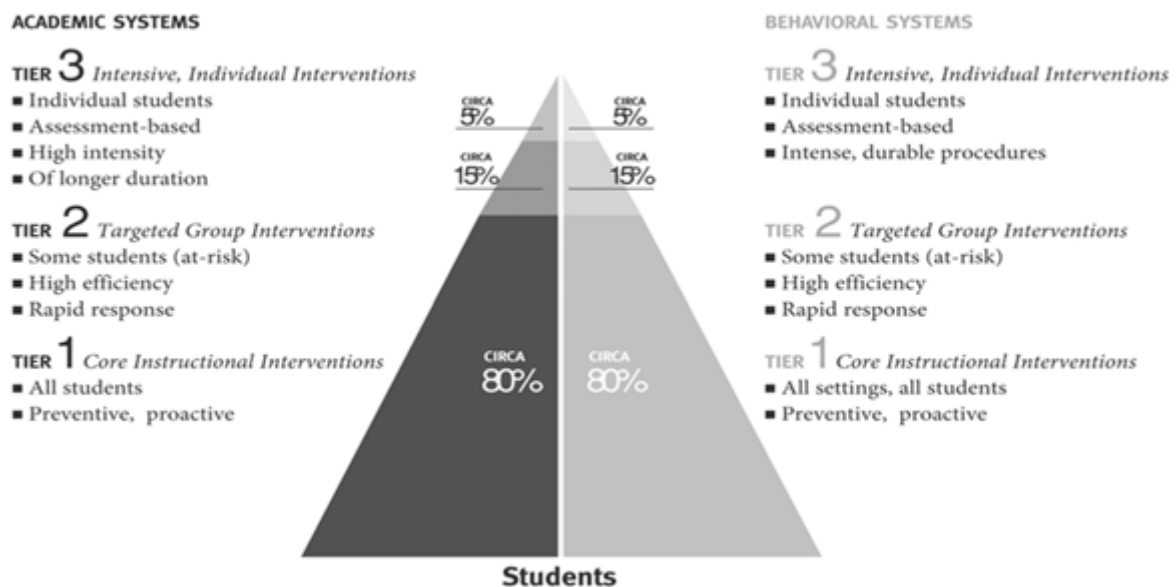 ACADEMIC SYSTEMS
TIER 3 Intensive, Individual Interventions
■ Individual students
■ Assessment-based
■ High intensity
■ Of longer duration
TIER 2 Targeted Group Interventions
■ Some students (at-risk)
■ High efficiency
■ Rapid response
TIER 1 Core Instructional Interventions
■ All students
■ Preventive, proactive
CIRCA
5%
CIRCA
15%
CIRCA
80%
CIRCA
5%
CIRCA
15%
CIRCA
80%
Students
BEHAVIORAL SYSTEMS
TIER 3 Intensive, Individual Interventions
■ Individual students
■ Assessment-based
■ Intense, durable procedures
TIER 2 Targeted Group Interventions
■ Some students (at-risk)
■ High efficiency
■ Rapid response
TIER 1 Core Instructional Interventions
■ All settings, all students
■ Preventive, proactive